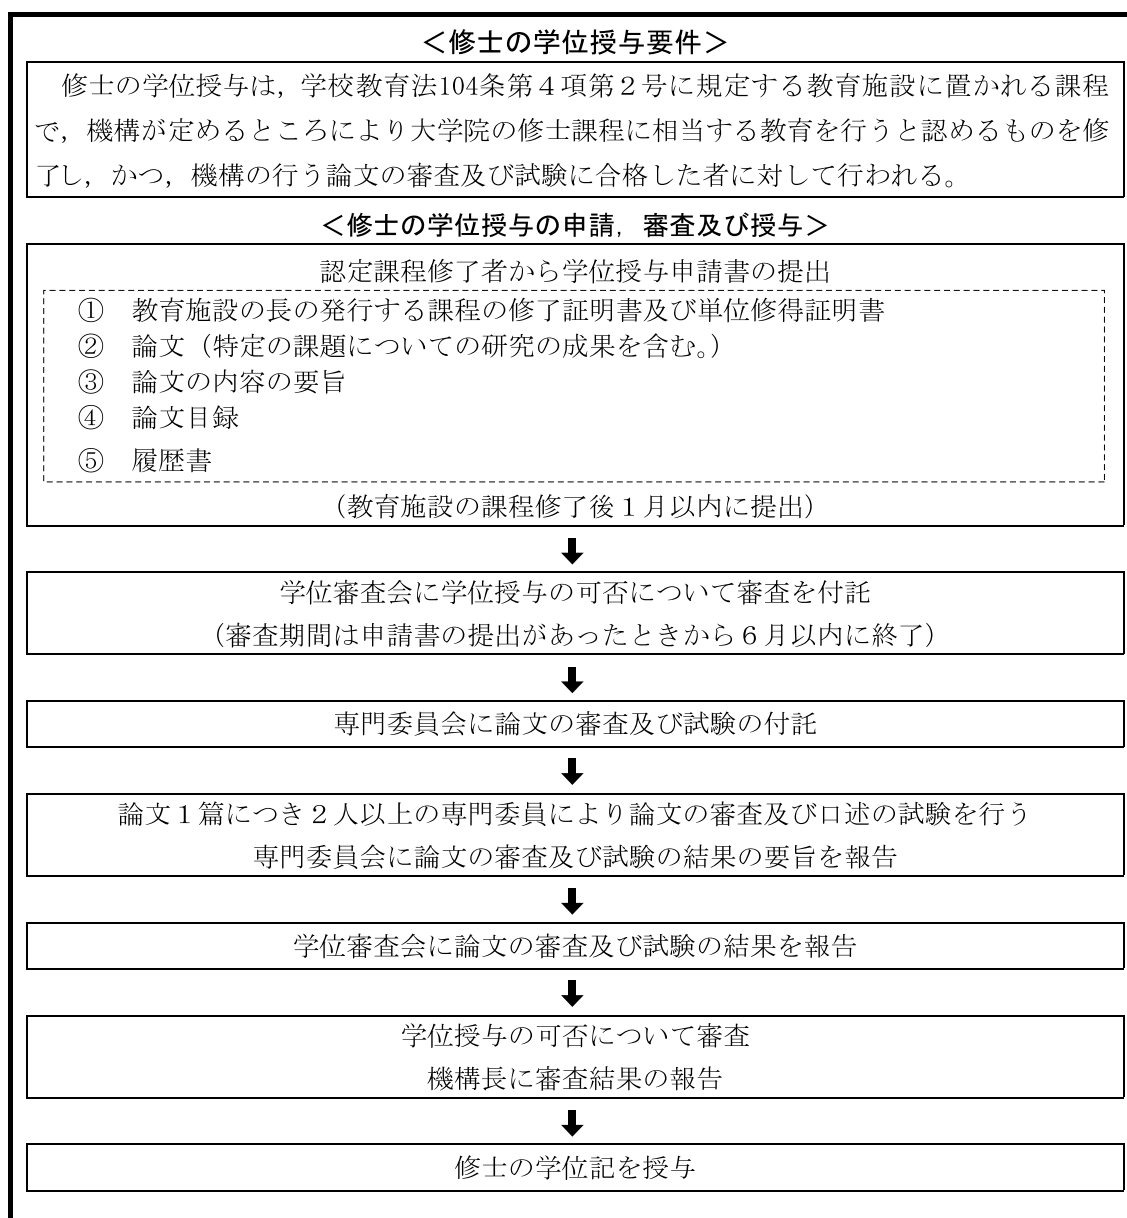 ＜修士の学位授与要件＞
修士の学位授与は，学校教育法104条第４項第２号に規定する教育施設に置かれる課程
で，機構が定めるところにより大学院の修士課程に相当する教育を行うと認めるものを修
了し，かつ，機構の行う論文の審査及び試験に合格した者に対して行われる。
＜修士の学位授与の申請，審査及び授与＞
認定課程修了者から学位授与申請書の提出
① 教育施設の長の発行する課程の修了証明書及び単位修得証明書
② 論文（特定の課題についての研究の成果を含む。）
③ 論文の内容の要旨
④ 論文目録
⑤ 履歴書
（教育施設の課程修了後１月以内に提出）
学位審査会に学位授与の可否について審査を付託
（審査期間は申請書の提出があったときから６月以内に終了）
専門委員会に論文の審査及び試験の付託
論文１篇につき２人以上の専門委員により論文の審査及び口述の試験を行う
専門委員会に論文の審査及び試験の結果の要旨を報告
学位審査会に論文の審査及び試験の結果を報告
学位授与の可否について審査
機構長に審査結果の報告
修士の学位記を授与